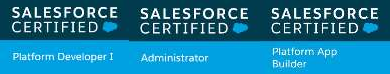 SALESFORCE
CERTIFIED
Platform Developer I
SALESFORCE
CERTIFIED
Administrator
SALESFORCE
CERTIFIED
Platform App
Builder